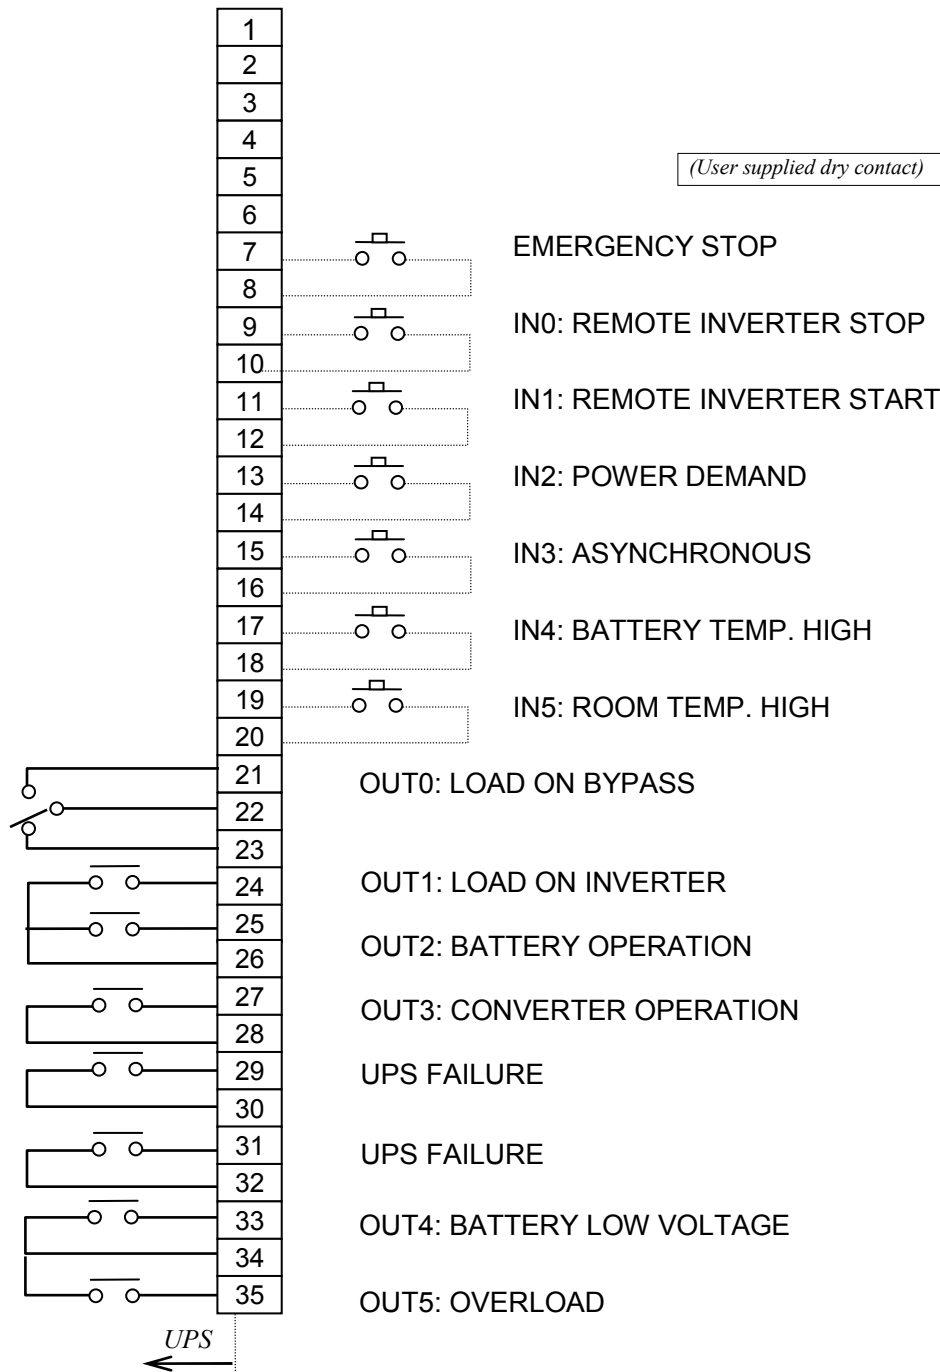 1
2
3
4
5
(User supplied dry contact)
6
7
EMERGENCY STOP
8
9
IN0: REMOTE INVERTER STOP
10
11
IN1: REMOTE INVERTER START
12
13
IN2: POWER DEMAND
14
15
IN3: ASYNCHRONOUS
16
17
IN4: BATTERY TEMP. HIGH
18
19
IN5: ROOM TEMP. HIGH
20
21
OUT0: LOAD ON BYPASS
22
23
24
OUT1: LOAD ON INVERTER
25
OUT2: BATTERY OPERATION
26
27
OUT3: CONVERTER OPERATION
28
29
UPS FAILURE
30
31
UPS FAILURE
32
33
OUT4: BATTERY LOW VOLTAGE
34
35
OUT5: OVERLOAD
UPS